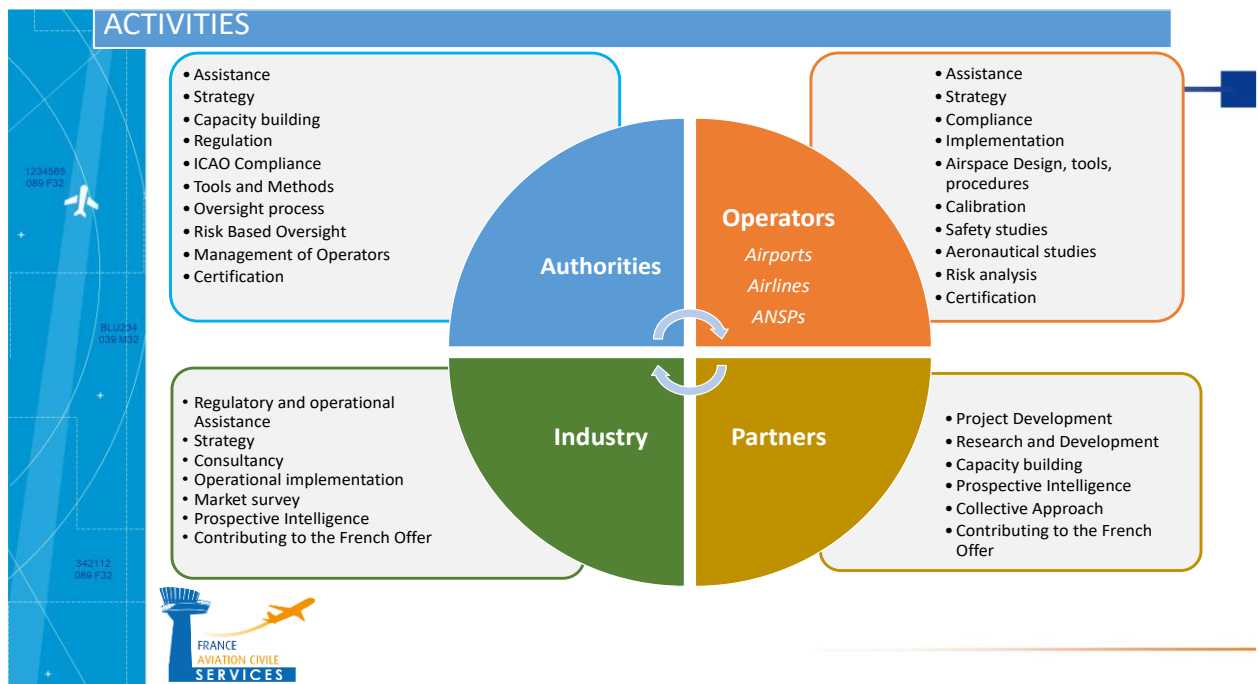 ACTIVITIES
• Assistance
• Strategy
• Capacity building
• Regulation
• ICAO Compliance
• Tools and Methods
• Oversight process
• Risk Based Oversight
• Management of Operators
• Certification
• Assistance
• Strategy
• Compliance
• Implementation
• Airspace Design, tools,
procedures
• Calibration
• Safety studies
• Aeronautical studies
• Risk analysis
• Certification
Authorities
Operators
Airports
Airlines
ANSPs
Industry
Partners
• Regulatory and operational
Assistance
• Strategy
• Consultancy
• Operational implementation
• Market survey
• Prospective Intelligence
• Contributing to the French Offer
• Project Development
• Research and Development
• Capacity building
• Prospective Intelligence
• Collective Approach
• Contributing to the French
Offer
1234565
089 F32
BLU234
039 M32
342112
089 F32
FRANCE
AVIATION CIVILE
SERVICES